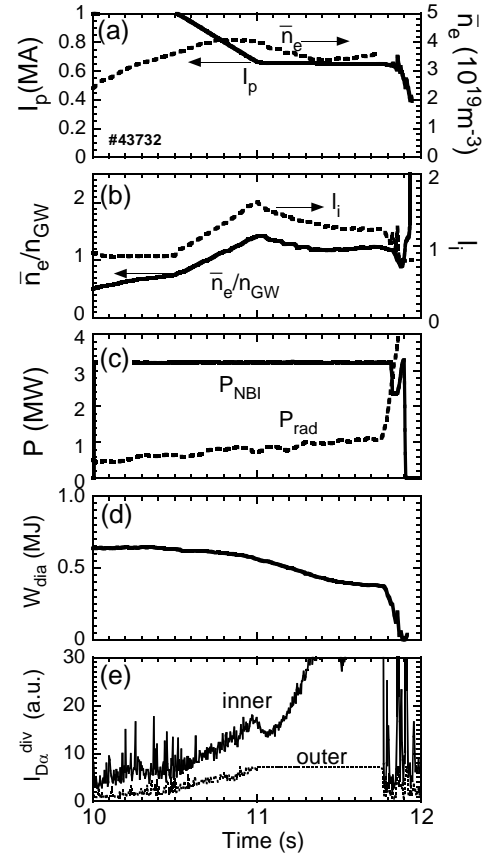 (a)
1
0.8
0.6
0.4
0.2
0
I_p(MA)
n̄_e
I_p
#43732
5
4
3
2
1
0
n̄_e (10^19m^-3)
(b)
2
1
0
n̄_e/n_GW
l_i
n̄_e/n_GW
2
1
0
l_i
(c)
4
3
2
1
0
P (MW)
P_NBI
P_rad
(d)
1.0
0.5
0
W_dia (MJ)
(e)
30
20
10
0
I_Dα^div (a.u.)
inner
outer
10 11 12
Time (s)